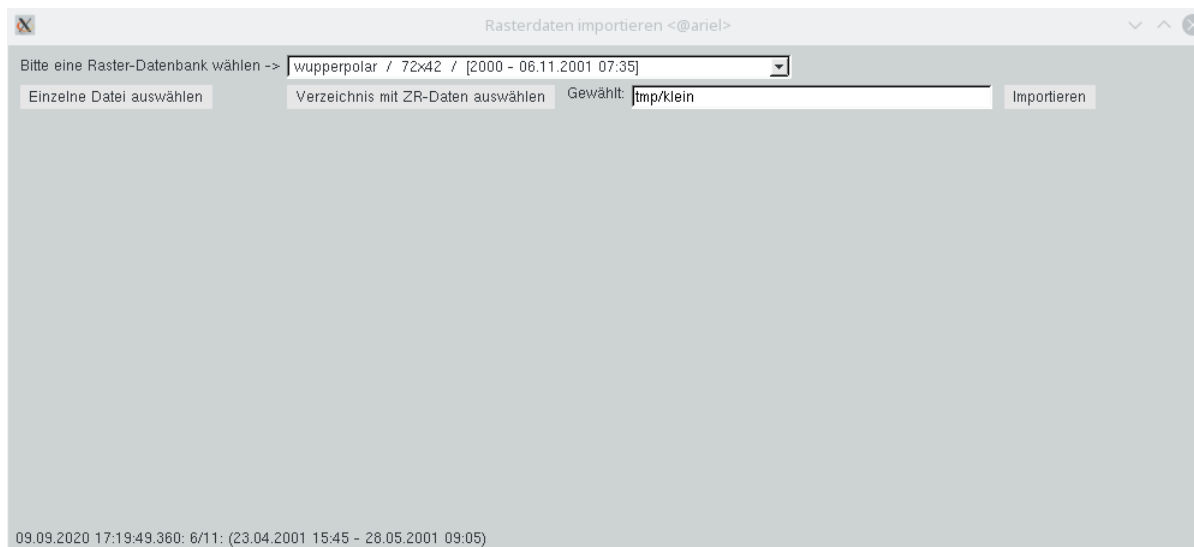 Rasterdaten importieren <@ariel>
Bitte eine Raster-Datenbank wählen -> wupperpolar / 72x42 / [2000 - 06.11.2001 07:35]
Einzelne Datei auswählen Verzeichnis mit ZR-Daten auswählen Gewählt: tmp/klein Importieren
09.09.2020 17:19:49.360: 6/11: (23.04.2001 15:45 - 28.05.2001 09:05)